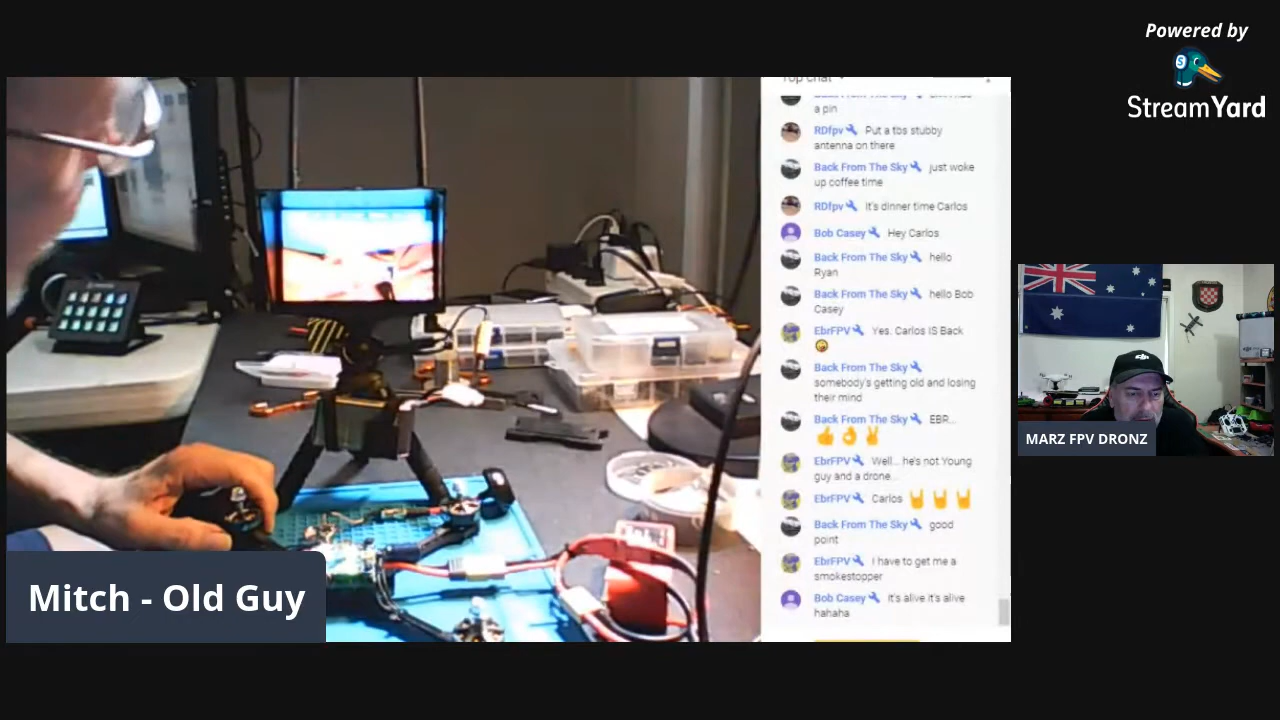 Powered by
StreamYard
Top chat
a pin
RDfpv Put a tbs stubby
antenna on there
Back From The Sky just woke
up coffee time
RDfpv It's dinner time Carlos
Bob Casey Hey Carlos
Back From The Sky hello
Ryan
Back From The Sky hello Bob
Casey
EbrFPV Yes. Carlos IS Back
Back From The Sky
somebody's getting old and losing
their mind
Back From The Sky EBR...
EbrFPV Well... he's not Young
guy and a drone...
EbrFPV Carlos
Back From The Sky good
point
EbrFPV I have to get me a
smokestopper
Bob Casey It's alive it's alive
hahaha
MARZ FPV DRONZ
Mitch - Old Guy